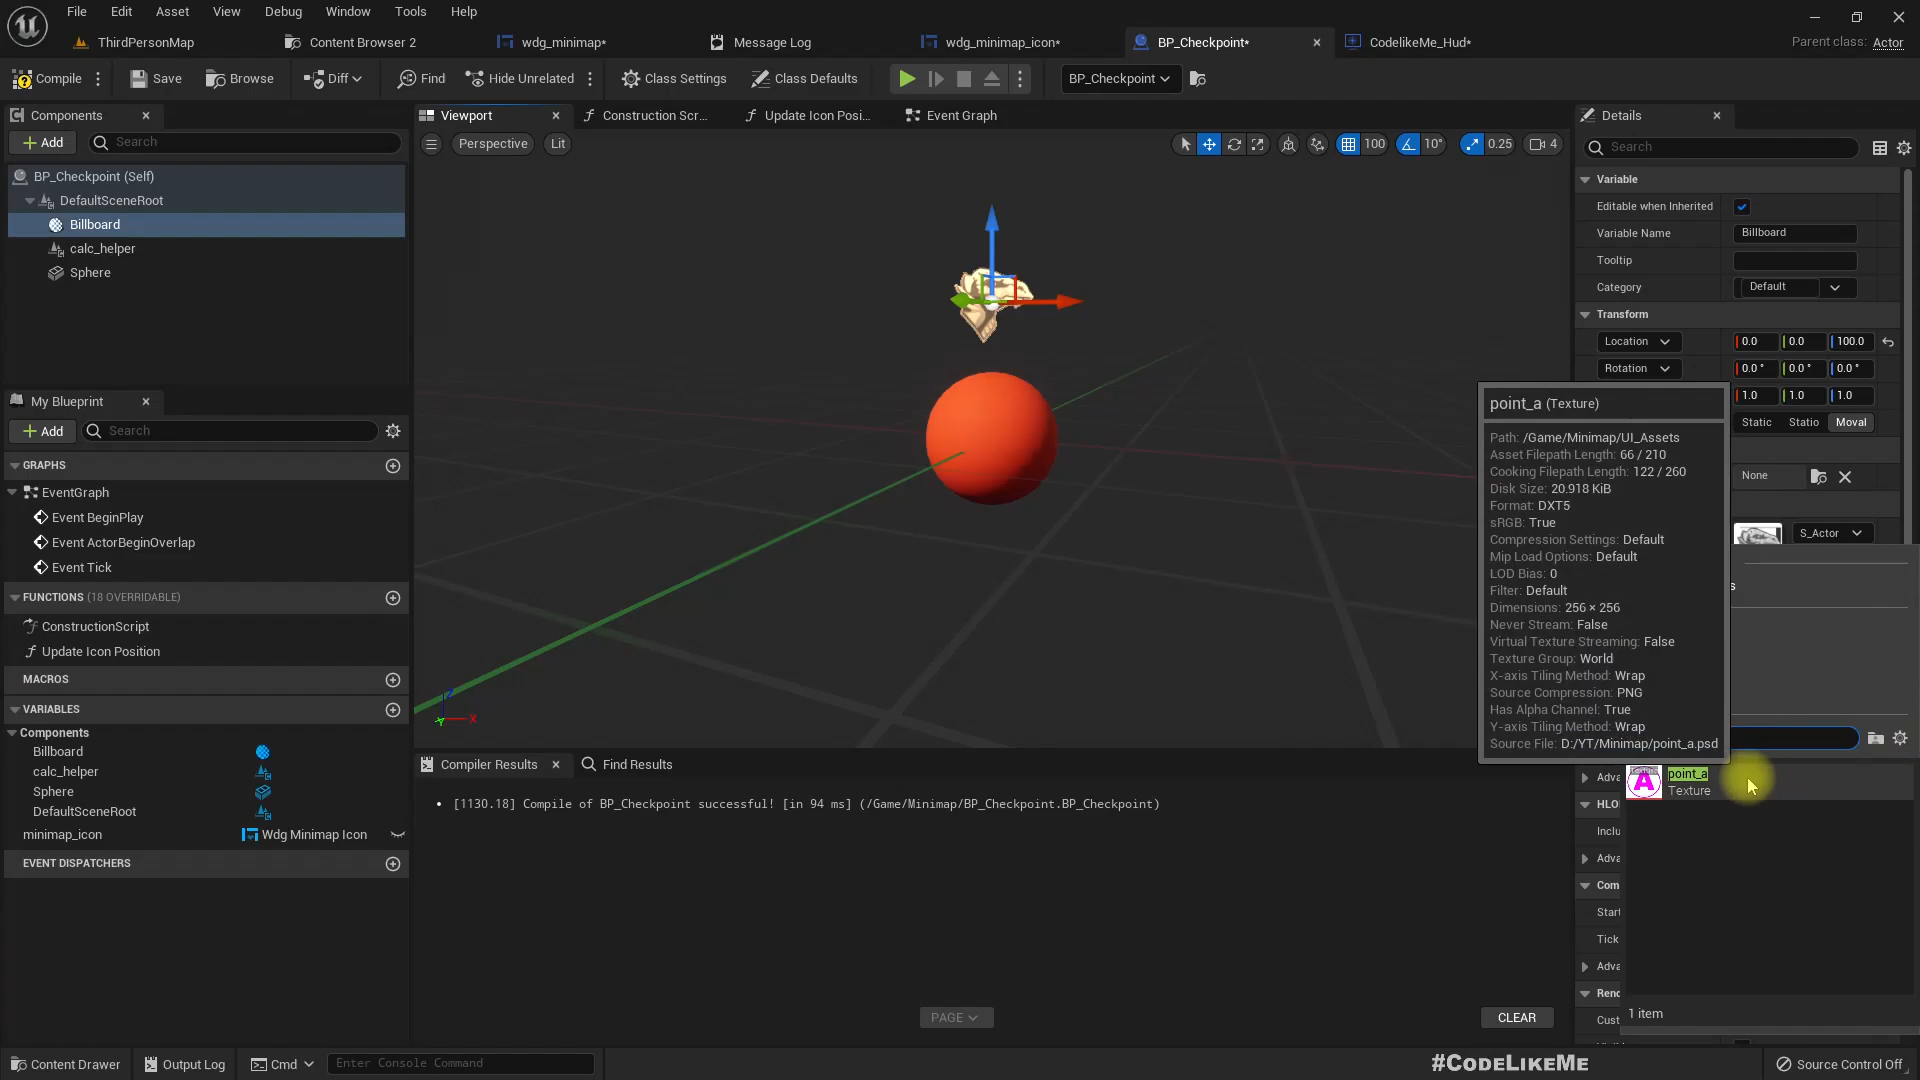 File Edit Asset View Debug Window Tools Help
ThirdPersonMap Content Browser 2 wdg_minimap* Message Log wdg_minimap_icon* BP_Checkpoint* CodelikeMe_Hud* Parent class: Actor
Compile Save Browse Diff Find Hide Unrelated Class Settings Class Defaults BP_Checkpoint
Components Viewport Construction Scr... Update Icon Posi... Event Graph Details
Add Search Perspective Lit 100 10° 0.25 4 Search
BP_Checkpoint (Self)
DefaultSceneRoot
Billboard
calc_helper
Sphere
Variable
Editable when Inherited
Variable Name Billboard
Tooltip
Category Default
Transform
Location 0.0 0.0 100.0
Rotation 0.0 ° 0.0 ° 0.0 °
1.0 1.0 1.0
Static Statio Moval
None
S_Actor
s
point_a (Texture)
Path: /Game/Minimap/UI_Assets
Asset Filepath Length: 66 / 210
Cooking Filepath Length: 122 / 260
Disk Size: 20.918 KiB
Format: DXT5
sRGB: True
Compression Settings: Default
Mip Load Options: Default
LOD Bias: 0
Filter: Default
Dimensions: 256 × 256
Never Stream: False
Virtual Texture Streaming: False
Texture Group: World
X-axis Tiling Method: Wrap
Source Compression: PNG
Has Alpha Channel: True
Y-axis Tiling Method: Wrap
Source File: D:/YT/Minimap/point_a.psd
My Blueprint
Add Search
GRAPHS
EventGraph
Event BeginPlay
Event ActorBeginOverlap
Event Tick
FUNCTIONS (18 OVERRIDABLE)
ConstructionScript
Update Icon Position
MACROS
VARIABLES
Components
Billboard
calc_helper
Sphere
DefaultSceneRoot
minimap_icon Wdg Minimap Icon
EVENT DISPATCHERS
X
Y
Compiler Results Find Results
[1130.18] Compile of BP_Checkpoint successful! [in 94 ms] (/Game/Minimap/BP_Checkpoint.BP_Checkpoint)
PAGE CLEAR
Adva
HLO
Inclu
Adva
Com
Start
Tick
Adva
Rend
Cust
A
point_a
Texture
1 item
Content Drawer Output Log Cmd Enter Console Command #CODELIKEME Source Control Off